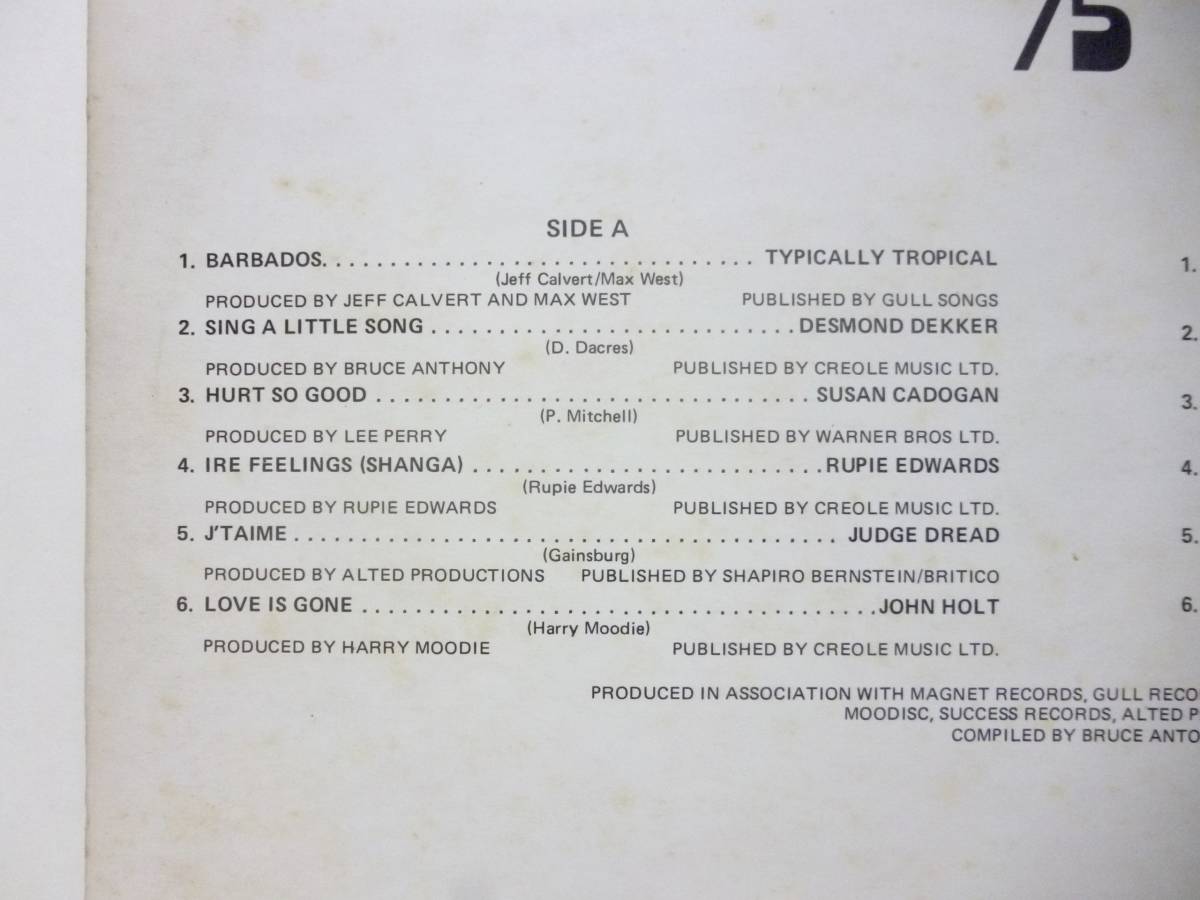 75
SIDE A
1. BARBADOS. . . . . . . . . . . . . . . . . . . . . . . . . . . . . . . . TYPICALLY TROPICAL
(Jeff Calvert/Max West)
PRODUCED BY JEFF CALVERT AND MAX WEST PUBLISHED BY GULL SONGS
2. SING A LITTLE SONG . . . . . . . . . . . . . . . . . . . . . . . . . . . DESMOND DEKKER
(D. Dacres)
PRODUCED BY BRUCE ANTHONY PUBLISHED BY CREOLE MUSIC LTD.
3. HURT SO GOOD . . . . . . . . . . . . . . . . . . . . . . . . . . . . . . . . SUSAN CADOGAN
(P. Mitchell)
PRODUCED BY LEE PERRY PUBLISHED BY WARNER BROS LTD.
4. IRE FEELINGS (SHANGA) . . . . . . . . . . . . . . . . . . . . . . . . . . RUPIE EDWARDS
(Rupie Edwards)
PRODUCED BY RUPIE EDWARDS PUBLISHED BY CREOLE MUSIC LTD.
5. J'TAIME . . . . . . . . . . . . . . . . . . . . . . . . . . . . . . . . . . . . . . . . . JUDGE DREAD
(Gainsburg)
PRODUCED BY ALTED PRODUCTIONS PUBLISHED BY SHAPIRO BERNSTEIN/BRITICO
6. LOVE IS GONE . . . . . . . . . . . . . . . . . . . . . . . . . . . . . . . . . . . . . . JOHN HOLT
(Harry Moodie)
PRODUCED BY HARRY MOODIE PUBLISHED BY CREOLE MUSIC LTD.
1.
2.
3.
4.
5.
6.
PRODUCED IN ASSOCIATION WITH MAGNET RECORDS, GULL RECO
MOODISC, SUCCESS RECORDS, ALTED P
COMPILED BY BRUCE ANTO